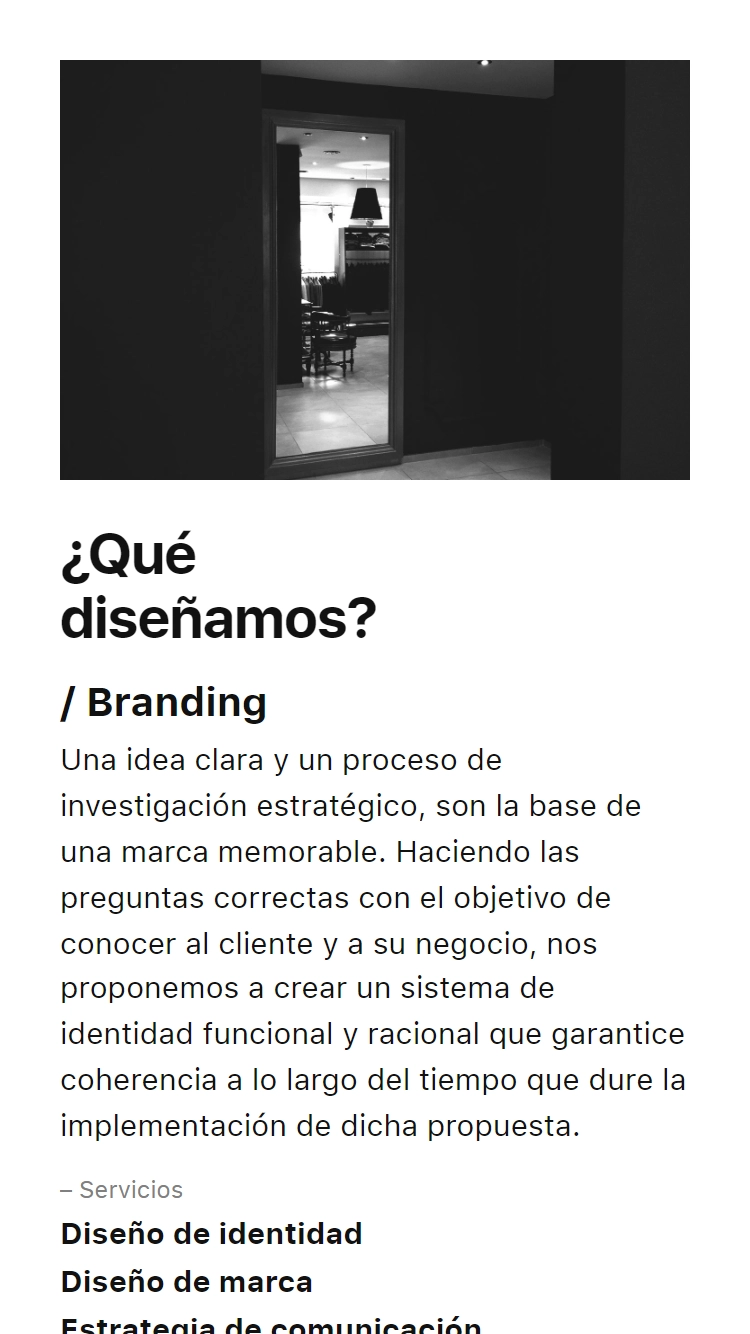 ¿Qué
diseñamos?
/ Branding
Una idea clara y un proceso de
investigación estratégico, son la base de
una marca memorable. Haciendo las
preguntas correctas con el objetivo de
conocer al cliente y a su negocio, nos
proponemos a crear un sistema de
identidad funcional y racional que garantice
coherencia a lo largo del tiempo que dure la
implementación de dicha propuesta.
– Servicios
Diseño de identidad
Diseño de marca
Estrategia de comunicación